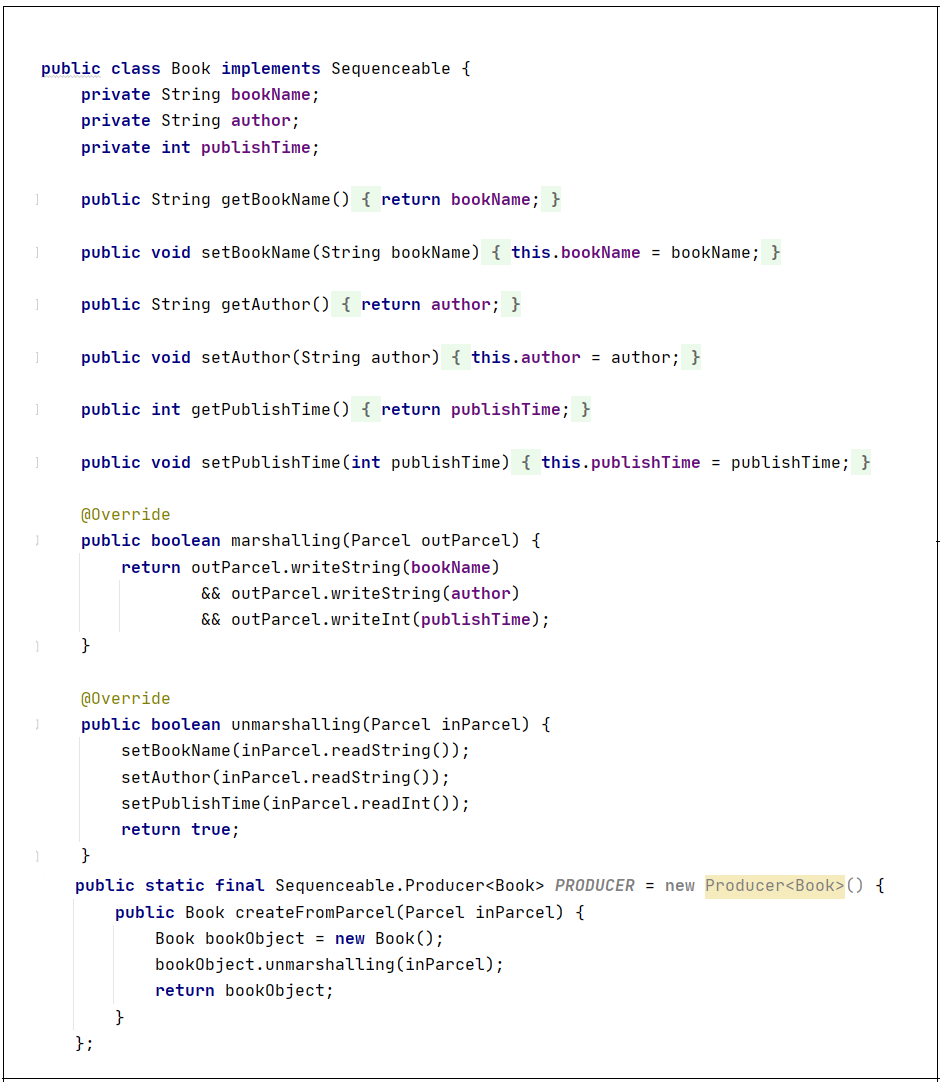 public class Book implements Sequenceable {
    private String bookName;
    private String author;
    private int publishTime;
    public String getBookName() { return bookName; }
    public void setBookName(String bookName) { this.bookName = bookName; }
    public String getAuthor() { return author; }
    public void setAuthor(String author) { this.author = author; }
    public int getPublishTime() { return publishTime; }
    public void setPublishTime(int publishTime) { this.publishTime = publishTime; }
    @Override
    public boolean marshalling(Parcel outParcel) {
        return outParcel.writeString(bookName)
                && outParcel.writeString(author)
                && outParcel.writeInt(publishTime);
    }
    @Override
    public boolean unmarshalling(Parcel inParcel) {
        setBookName(inParcel.readString());
        setAuthor(inParcel.readString());
        setPublishTime(inParcel.readInt());
        return true;
    }
    public static final Sequenceable.Producer<Book> PRODUCER = new Producer<Book>() {
        public Book createFromParcel(Parcel inParcel) {
            Book bookObject = new Book();
            bookObject.unmarshalling(inParcel);
            return bookObject;
        }
    };